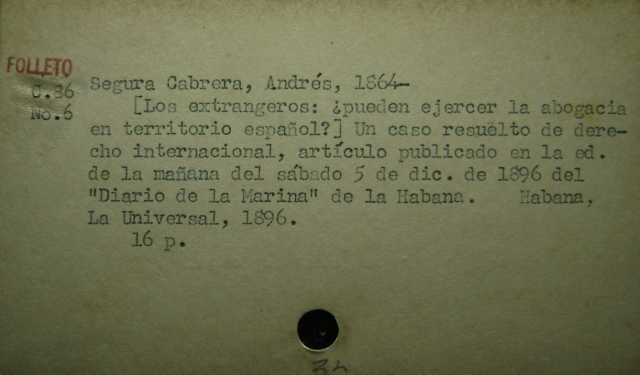 FOLLETO
C.86
No.6
Segura Cabrera, Andrés, 1864-
[Los extrangeros: ¿pueden ejercer la abogacia
en territorio español?] Un caso resuelto de dere-
cho internacional, artículo publicado en la ed.
de la mañana del sábado 5 de dic. de 1896 del
"Diario de la Marina" de la Habana. Habana,
La Universal, 1896.
16 p.